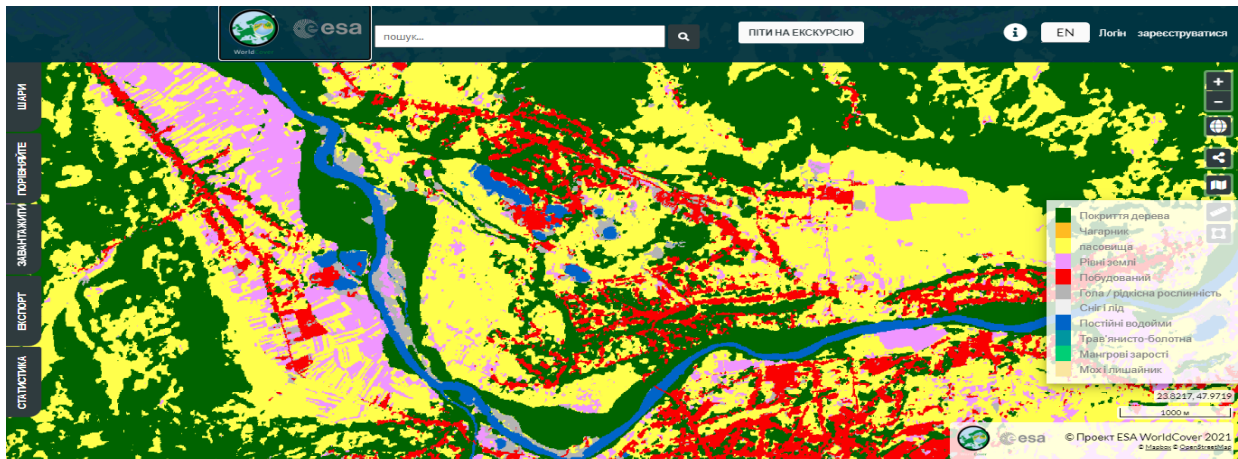 WorldCover
esa
пошук...
ПІТИ НА ЕКСКУРСІЮ
EN
Логін
зареєструватися
ШАРИ
ПОРІВНЯЙТЕ
ЗАВАНТАЖИТИ
ЕКСПОРТ
СТАТИСТИКА
Покриття дерева
Чагарник
пасовища
Рівні землі
Побудований
Гола / рідкісна рослинність
Сніг і лід
Постійні водойми
Трав'янисто-болотна
Мангрові зарості
Мох і лишайник
23.8217, 47.9719
1000 м
esa
© Проект ESA WorldCover 2021
© Mapbox © OpenStreetMap